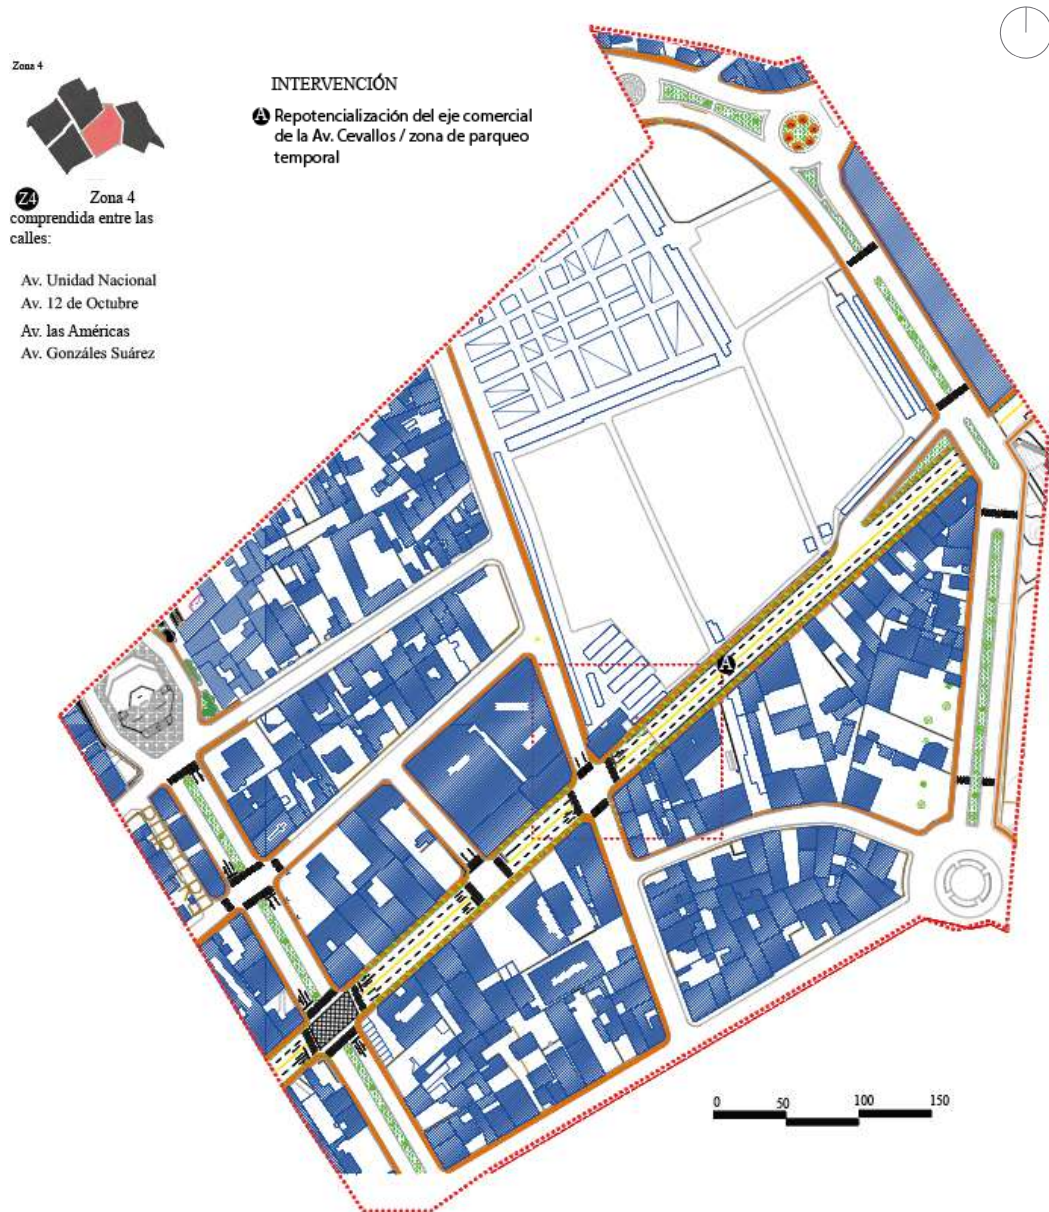 Zona 4
Z4 Zona 4
comprendida entre las
calles:
Av. Unidad Nacional
Av. 12 de Octubre
Av. las Américas
Av. Gonzáles Suárez
INTERVENCIÓN
A Repotencialización del eje comercial
de la Av. Cevallos / zona de parqueo
temporal
A
0 50 100 150